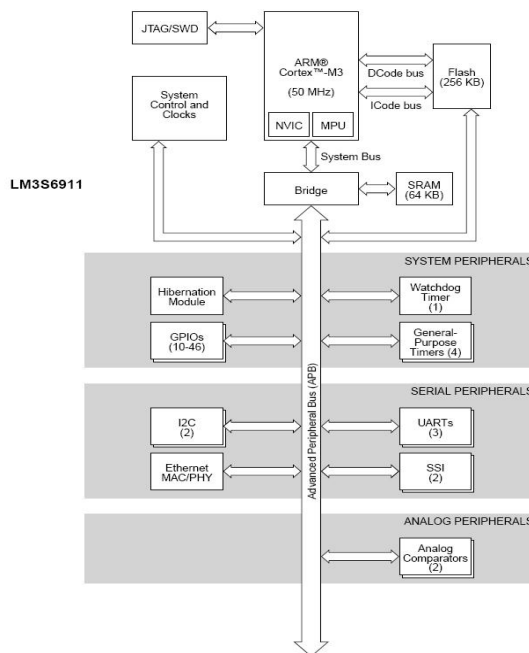 JTAG/SWD
ARM®
Cortex™-M3
(50 MHz)
NVIC
MPU
DCode bus
ICode bus
Flash
(256 KB)
System
Control and
Clocks
System Bus
LM3S6911
Bridge
SRAM
(64 KB)
SYSTEM PERIPHERALS
Hibernation
Module
Watchdog
Timer
(1)
GPIOs
(10-46)
General-
Purpose
Timers (4)
Advanced Peripheral Bus (APB)
SERIAL PERIPHERALS
I2C
(2)
UARTs
(3)
Ethernet
MAC/PHY
SSI
(2)
ANALOG PERIPHERALS
Analog
Comparators
(2)